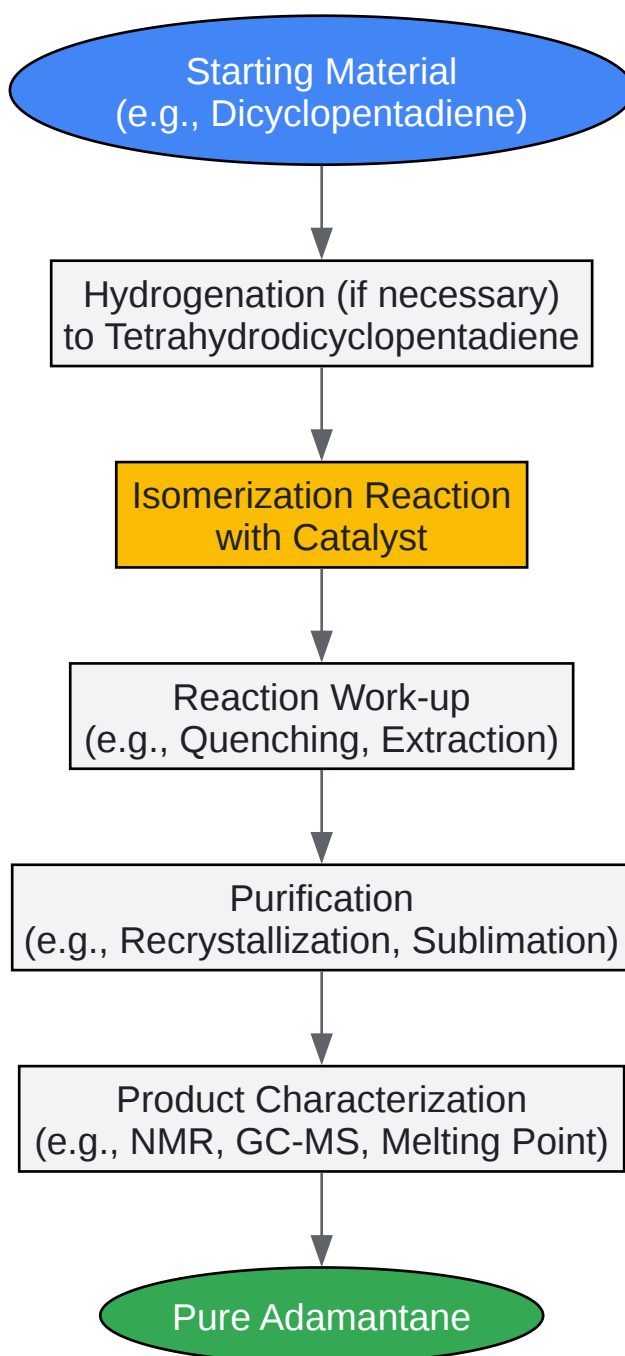 Starting Material
(e.g., Dicyclopentadiene)
Hydrogenation (if necessary)
to Tetrahydrodicyclopentadiene
Isomerization Reaction
with Catalyst
Reaction Work-up
(e.g., Quenching, Extraction)
Purification
(e.g., Recrystallization, Sublimation)
Product Characterization
(e.g., NMR, GC-MS, Melting Point)
Pure Adamantane